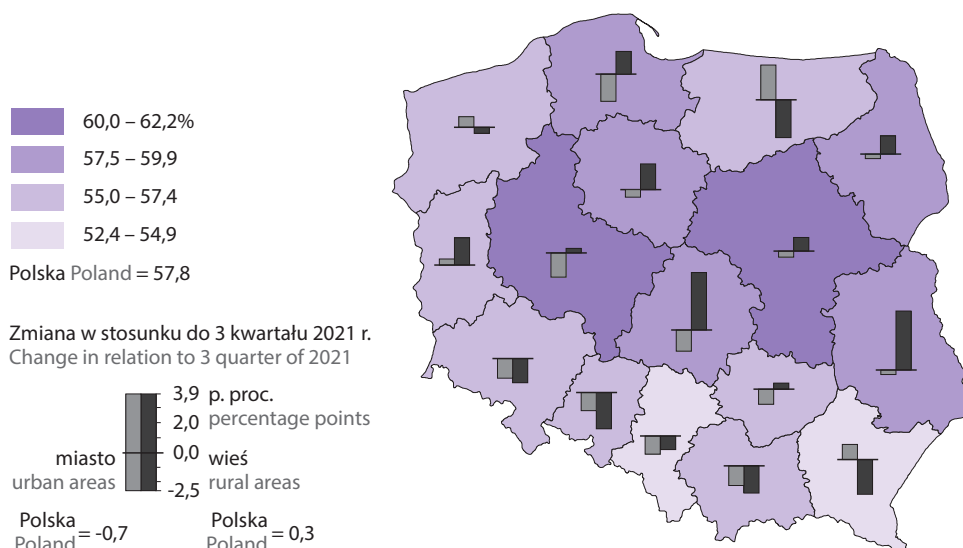 60,0 – 62,2%
57,5 – 59,9
55,0 – 57,4
52,4 – 54,9
Polska Poland = 57,8
Zmiana w stosunku do 3 kwartału 2021 r.
Change in relation to 3 quarter of 2021
3,9 p. proc.
2,0 percentage points
miasto 0,0 wieś
urban areas rural areas
-2,5
Polska Polska
Poland = -0,7 Poland = 0,3